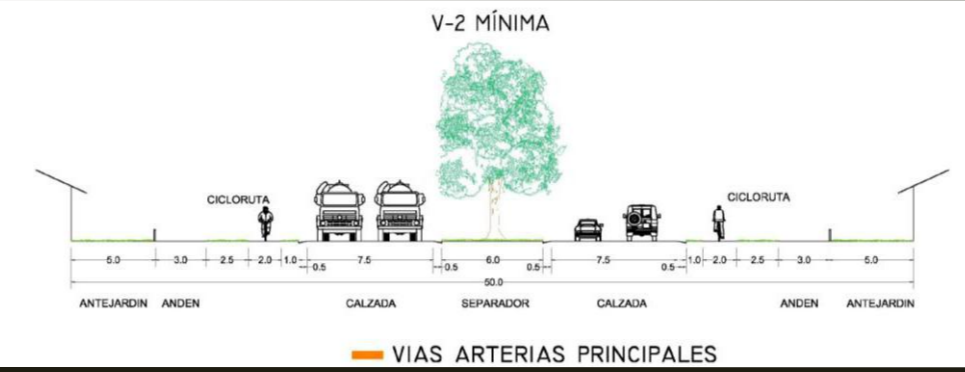 V-2 MÍNIMA
CICLORUTA
CICLORUTA
5.0 3.0 2.5 2.0 1.0 0.5 7.5 0.5 6.0 0.5 7.5 0.5 1.0 2.0 2.5 3.0 5.0
50.0
ANTEJARDIN ANDEN CALZADA SEPARADOR CALZADA ANDEN ANTEJARDIN
VIAS ARTERIAS PRINCIPALES